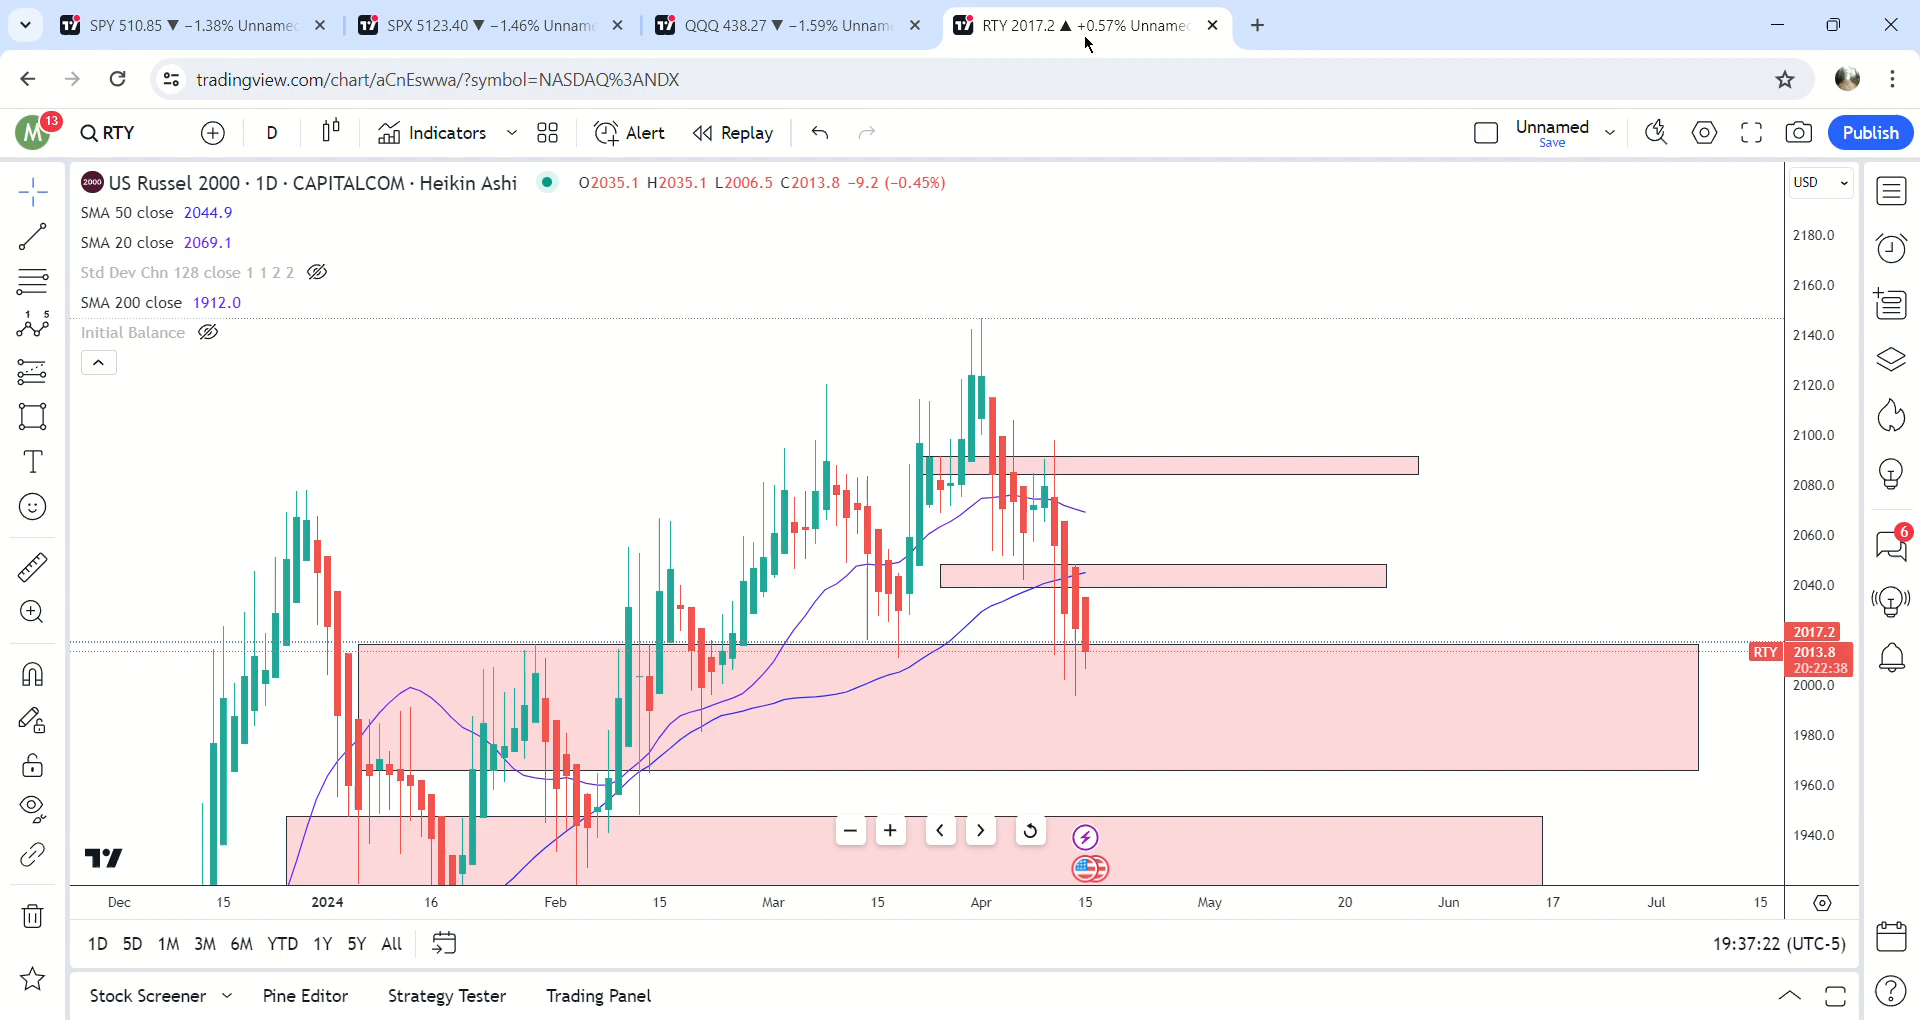 SPY 510.85 ▼ −1.38% Unname
SPX 5123.40 ▼ −1.46% Unnam
QQQ 438.27 ▼ −1.59% Unnam
RTY 2017.2 ▲ +0.57% Unname
tradingview.com/chart/aCnEswwa/?symbol=NASDAQ%3ANDX
M
13
RTY
D
Indicators
Alert
Replay
Unnamed
Save
Publish
2000
US Russel 2000 · 1D · CAPITALCOM · Heikin Ashi
O2035.1 H2035.1 L2006.5 C2013.8 −9.2 (−0.45%)
USD
SMA 50 close 2044.9
SMA 20 close 2069.1
Std Dev Chn 128 close 1 1 2 2
SMA 200 close 1912.0
Initial Balance
1 5
2180.0
2160.0
2140.0
2120.0
2100.0
2080.0
2060.0
2040.0
2017.2
RTY 2013.8
20:22:38
2000.0
1980.0
1960.0
1940.0
6
Dec 15 2024 16 Feb 15 Mar 15 Apr 15 May 20 Jun 17 Jul 15
1D 5D 1M 3M 6M YTD 1Y 5Y All
19:37:22 (UTC-5)
Stock Screener Pine Editor Strategy Tester Trading Panel